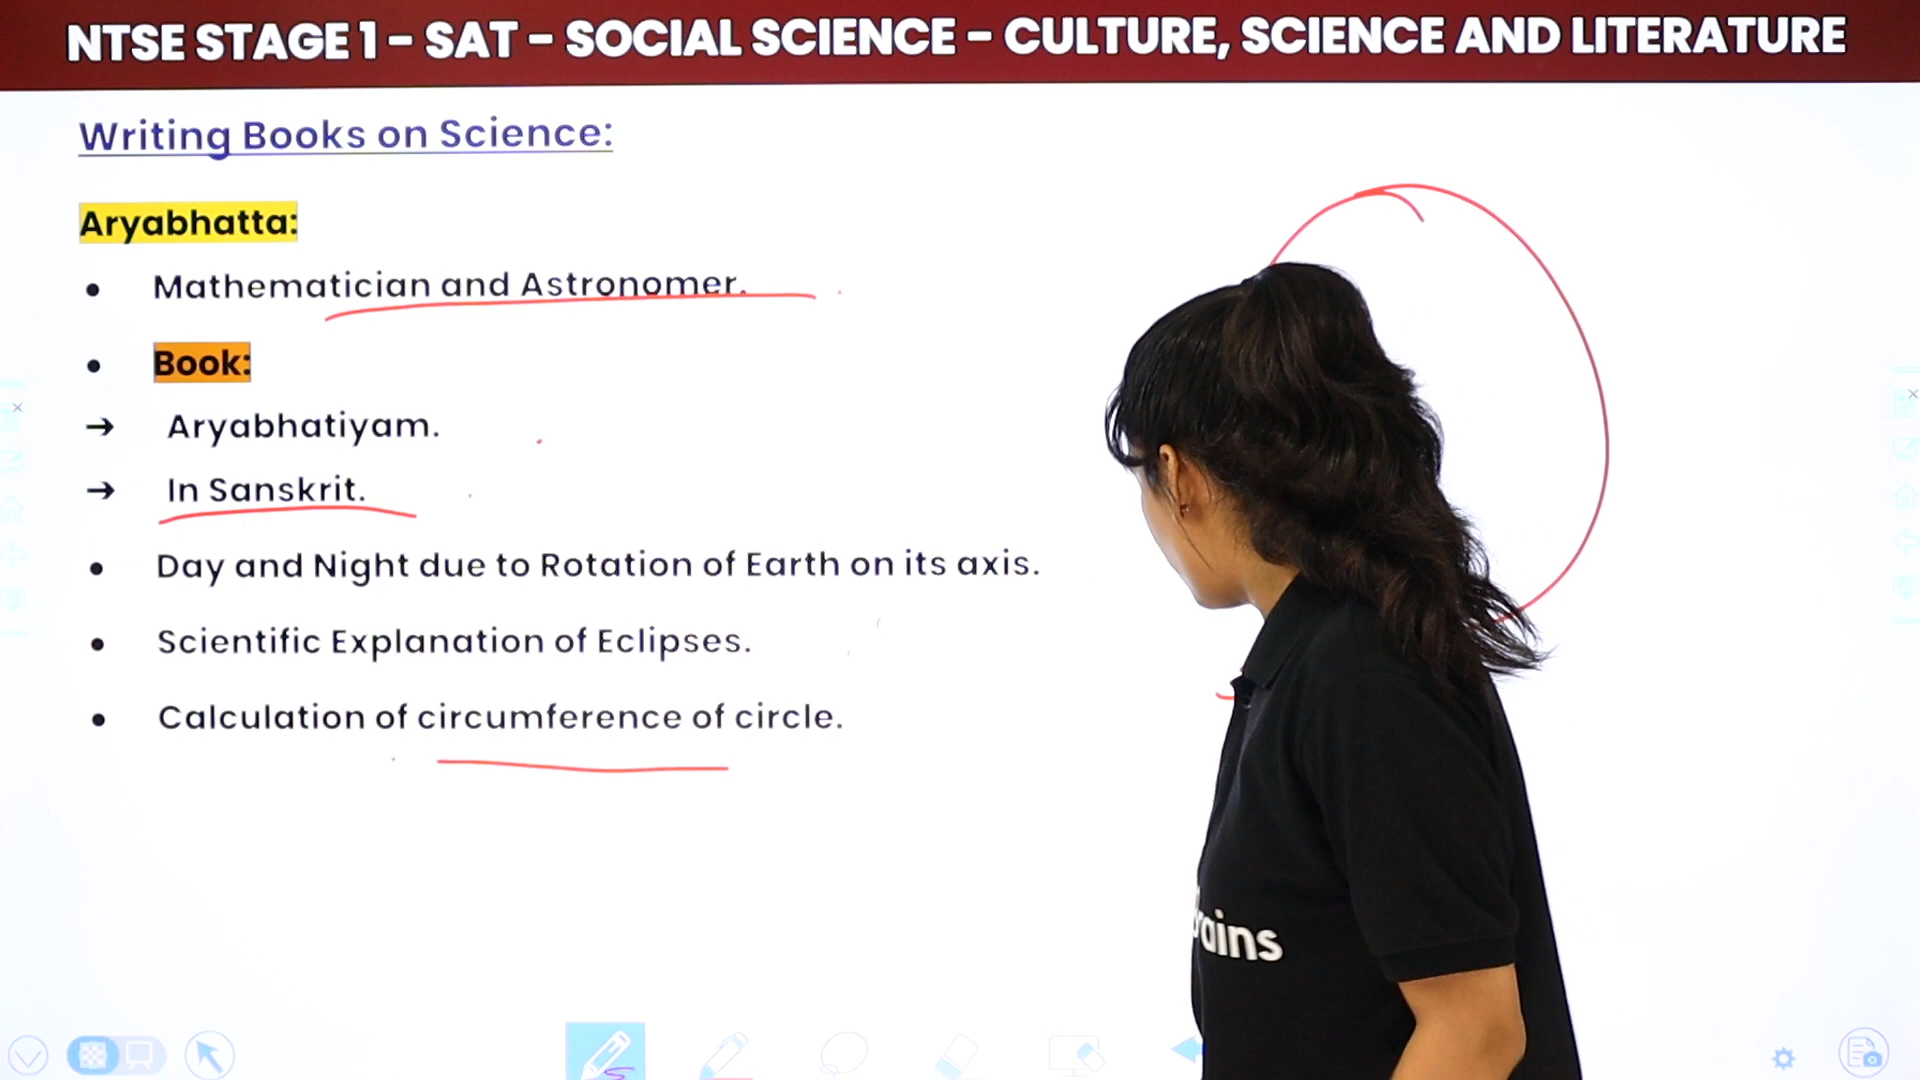 NTSE STAGE 1 - SAT - SOCIAL SCIENCE - CULTURE, SCIENCE AND LITERATURE
Writing Books on Science:
Aryabhatta:
• Mathematician and Astronomer.
• Book:
→ Aryabhatiyam.
→ In Sanskrit.
• Day and Night due to Rotation of Earth on its axis.
• Scientific Explanation of Eclipses.
• Calculation of circumference of circle.
rains